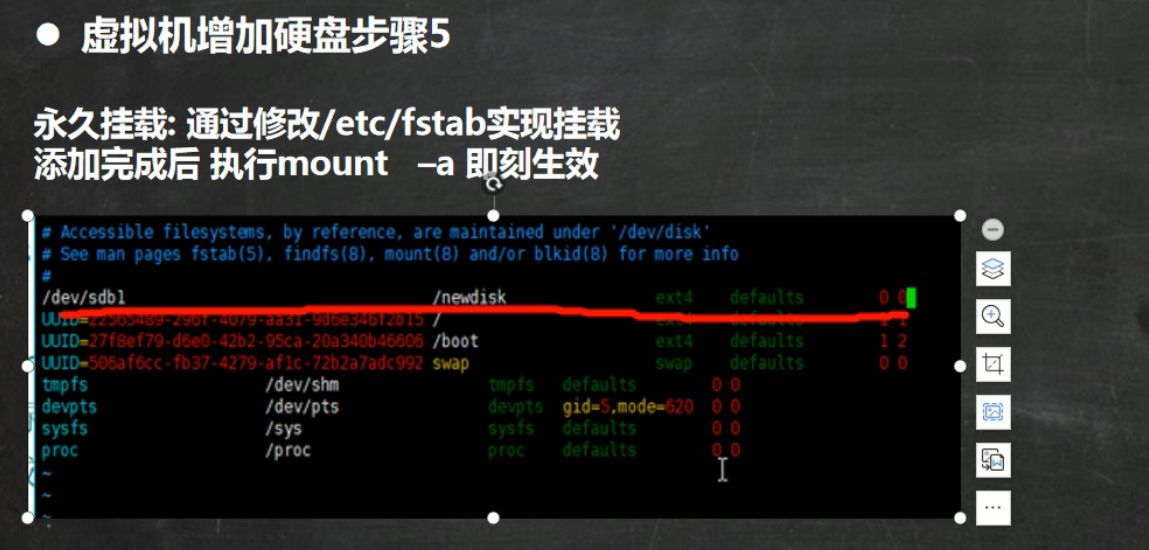 ● 虚拟机增加硬盘步骤5
永久挂载: 通过修改/etc/fstab实现挂载
添加完成后 执行mount –a 即刻生效
# Accessible filesystems, by reference, are maintained under '/dev/disk'
# See man pages fstab(5), findfs(8), mount(8) and/or blkid(8) for more info
#
/dev/sdb1 /newdisk ext4 defaults 0 0
UUID=22565489-296f-4079-aa31-9d6e346f2b15 / ext4 defaults 1 1
UUID=27f8ef79-d6e0-42b2-95ca-20a340b46606 /boot ext4 defaults 1 2
UUID=506af6cc-fb37-4279-af1c-72b2a7adc992 swap swap defaults 0 0
tmpfs /dev/shm tmpfs defaults 0 0
devpts /dev/pts devpts gid=5,mode=620 0 0
sysfs /sys sysfs defaults 0 0
proc /proc proc defaults 0 0
~
~
~